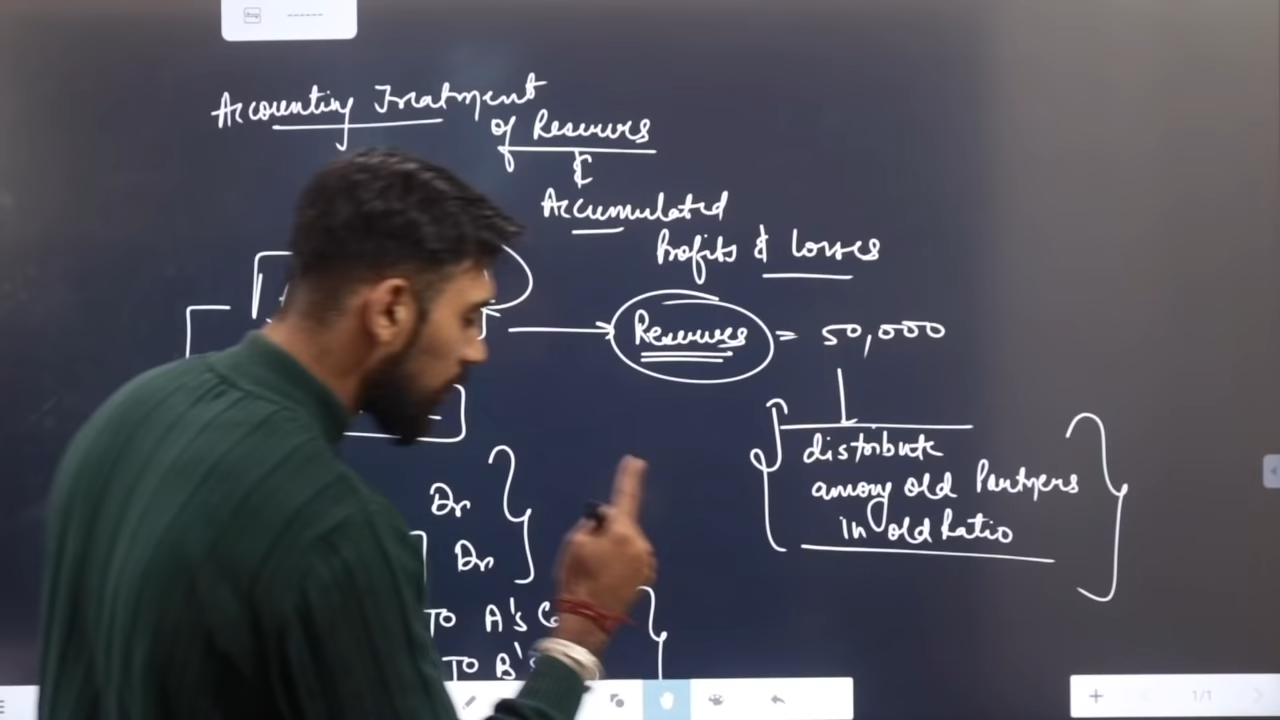 Accounting Treatment
of Reserves
&
Accumulated
Profits & Losses
Reserves = 50,000
distribute
among old Partners
in old Ratio
Dr
Dr
To A's
To B's
1/1